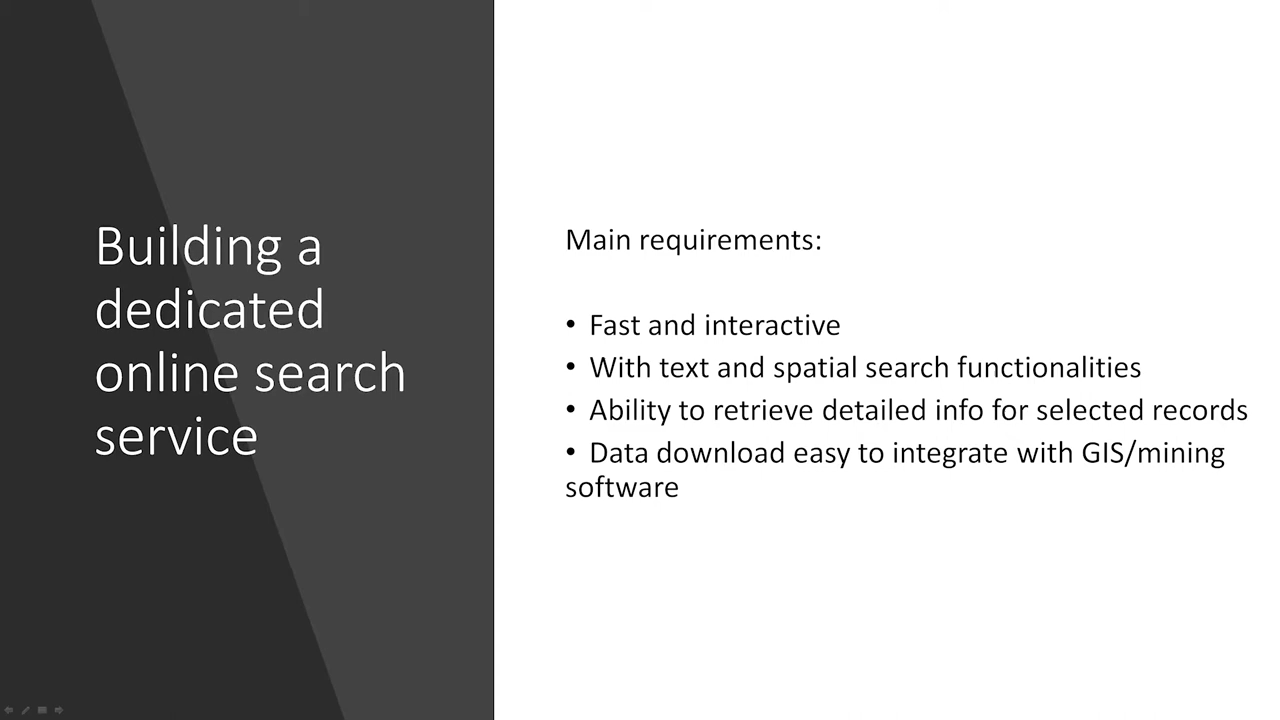 Building a
dedicated
online search
service
Main requirements:
• Fast and interactive
• With text and spatial search functionalities
• Ability to retrieve detailed info for selected records
• Data download easy to integrate with GIS/mining
software